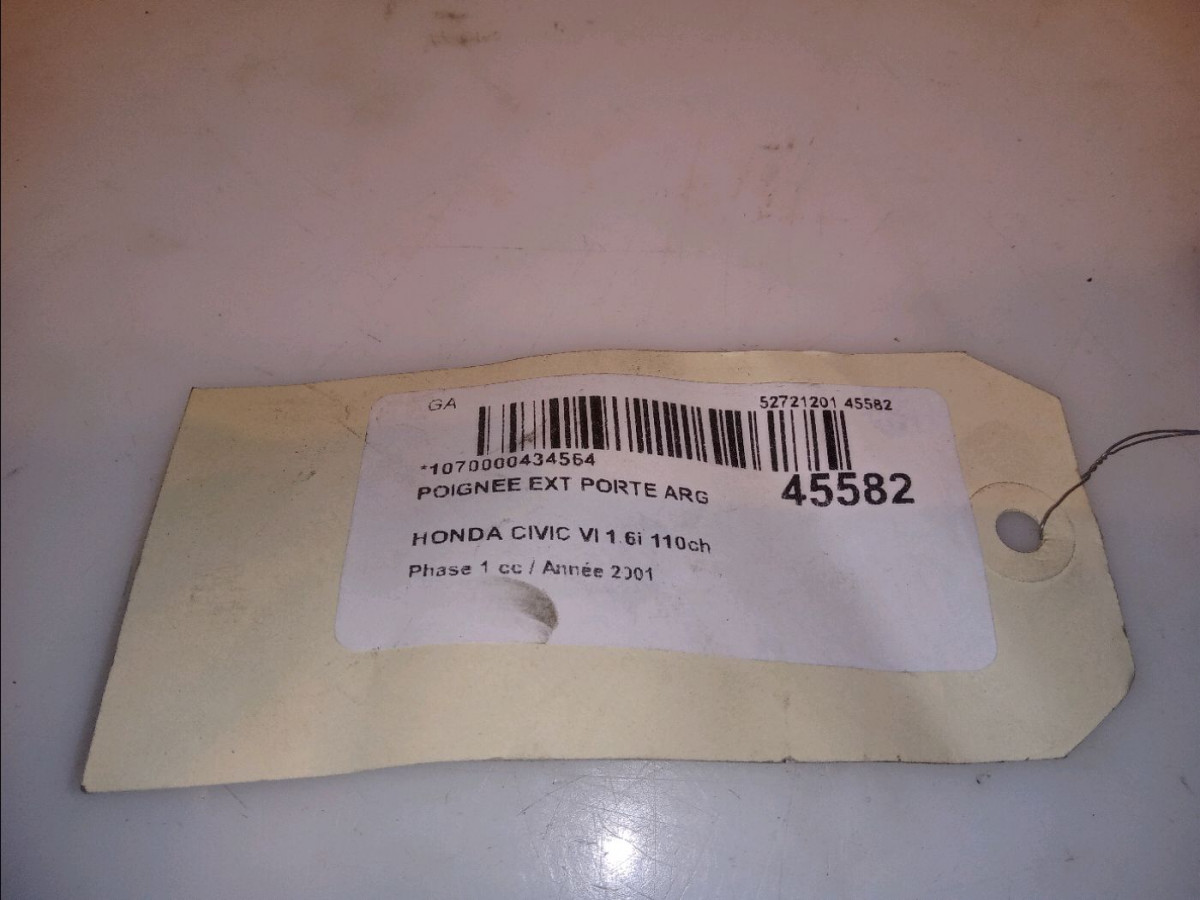 GA 52721201 45582
*1070000434564
POIGNEE EXT PORTE ARG 45582
HONDA CIVIC VI 1.6i 110ch
Phase 1 cc / Année 2001